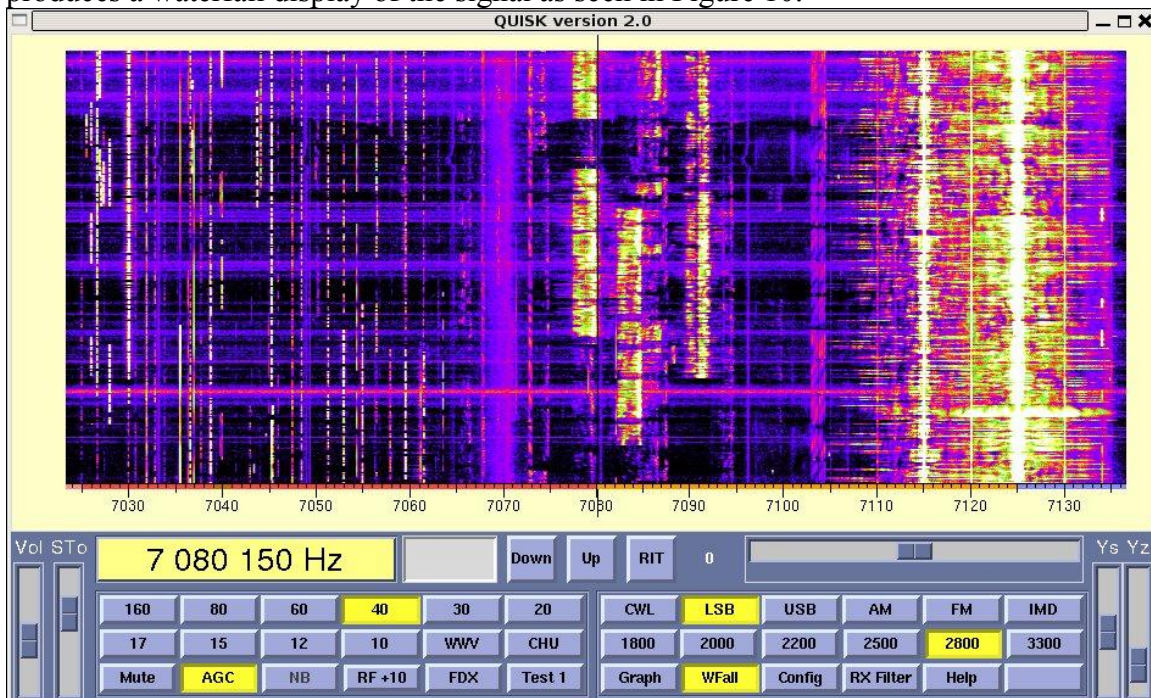 produces a waterfall display of the signal as seen in Figure 10.
QUISK version 2.0
7030 7040 7050 7060 7070 7080 7090 7100 7110 7120 7130
Vol STo 7 080 150 Hz Down Up RIT 0 Ys Yz
160 80 60 40 30 20 CWL LSB USB AM FM IMD
17 15 12 10 WWV CHU 1800 2000 2200 2500 2800 3300
Mute AGC NB RF +10 FDX Test 1 Graph WFall Config RX Filter Help